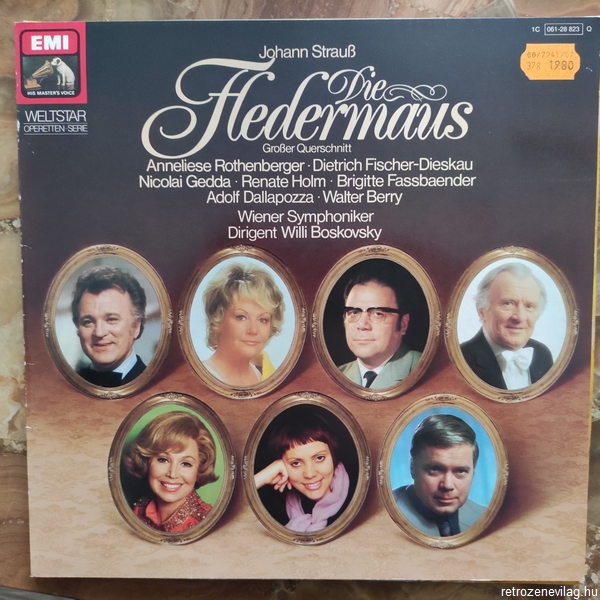 EMI
HIS MASTER'S VOICE
WELTSTAR
OPERETTEN·SERIE
1C 061-28 823 Q
378 1980
Johann Strauß
Die
Fledermaus
Großer Querschnitt
Anneliese Rothenberger · Dietrich Fischer-Dieskau
Nicolai Gedda · Renate Holm · Brigitte Fassbaender
Adolf Dallapozza · Walter Berry
Wiener Symphoniker
Dirigent Willi Boskovsky
retrozenevilag.hu